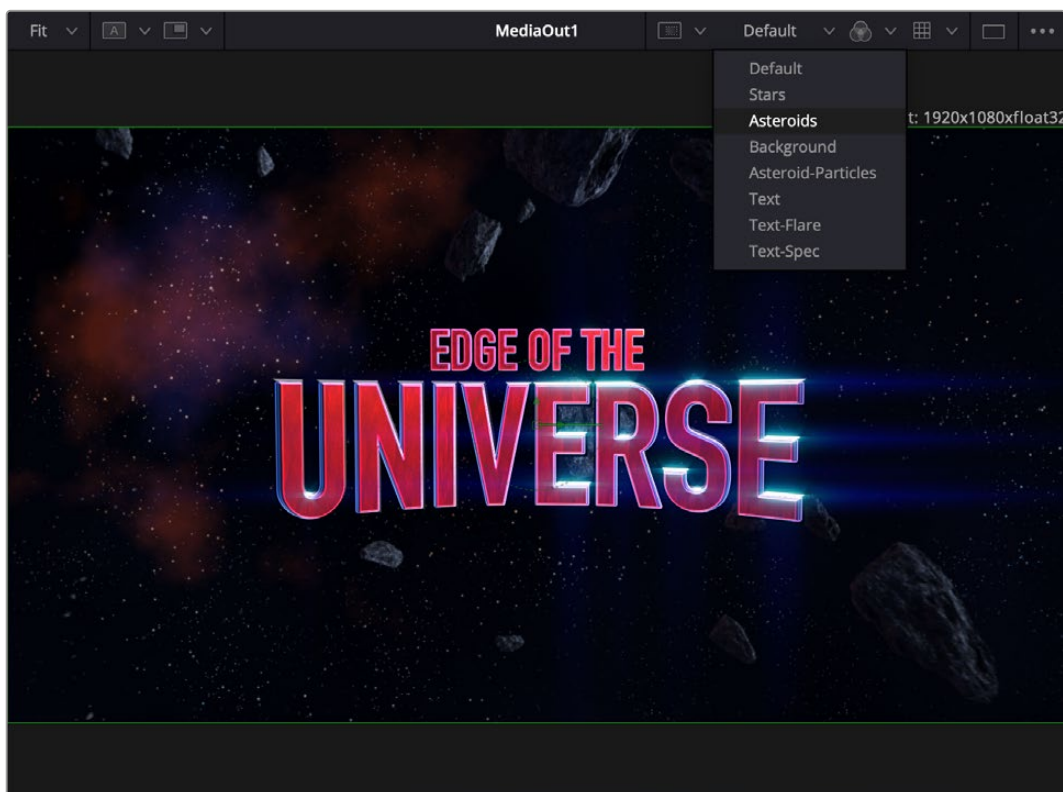 Fit
A
MediaOut1
Default
Default
Stars
Asteroids
t: 1920x1080xfloat32
Background
Asteroid-Particles
Text
Text-Flare
Text-Spec
EDGE OF THE
UNIVERSE